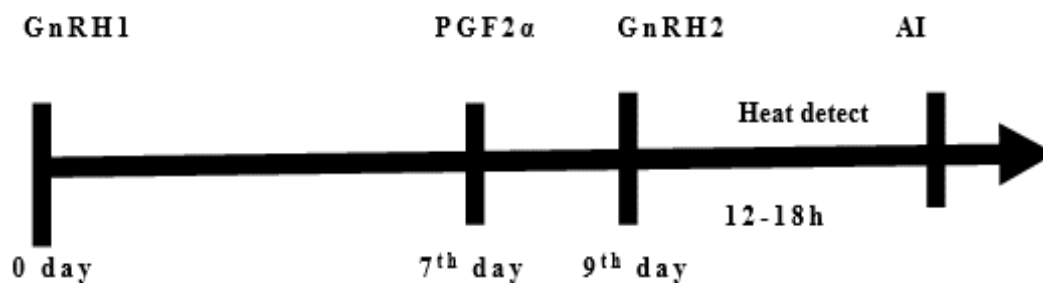 GnRH1 PGF2α GnRH2 AI
Heat detect
12-18h
0 day 7th day 9th day